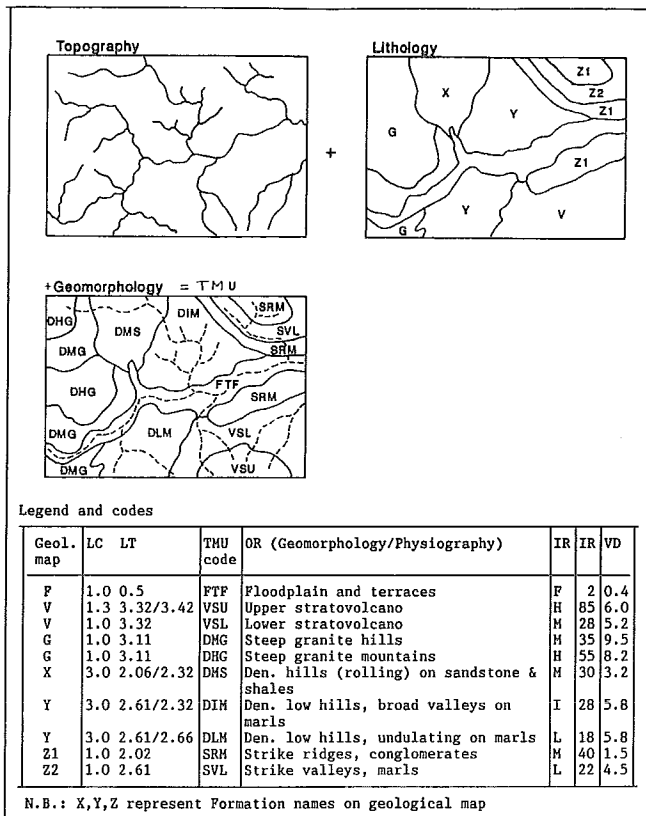 Topography
Lithology
Z1
Z2
Z1
X
Y
G
Z1
+
Y
V
G
+Geomorphology = TMU
SRM
DIM
DHG
DMS
SVL
SRM
DMG
DHG
FTF
SRM
DMG
DLM
VSL
DMG
VSU
Legend and codes
Geol. map LC LT TMU code OR (Geomorphology/Physiography) IR IR VD
F 1.0 0.5 FTF Floodplain and terraces F 2 0.4
V 1.3 3.32/3.42 VSU Upper stratovolcano H 85 6.0
V 1.0 3.32 VSL Lower stratovolcano M 28 5.2
G 1.0 3.11 DMG Steep granite hills M 35 9.5
G 1.0 3.11 DHG Steep granite mountains H 55 8.2
X 3.0 2.06/2.32 DMS Den. hills (rolling) on sandstone & M 30 3.2
shales
Y 3.0 2.61/2.32 DIM Den. low hills, broad valleys on I 28 5.8
marls
Y 3.0 2.61/2.66 DLM Den. low hills, undulating on marls L 18 5.8
Z1 1.0 2.02 SRM Strike ridges, conglomerates M 40 1.5
Z2 1.0 2.61 SVL Strike valleys, marls L 22 4.5
N.B.: X,Y,Z represent Formation names on geological map